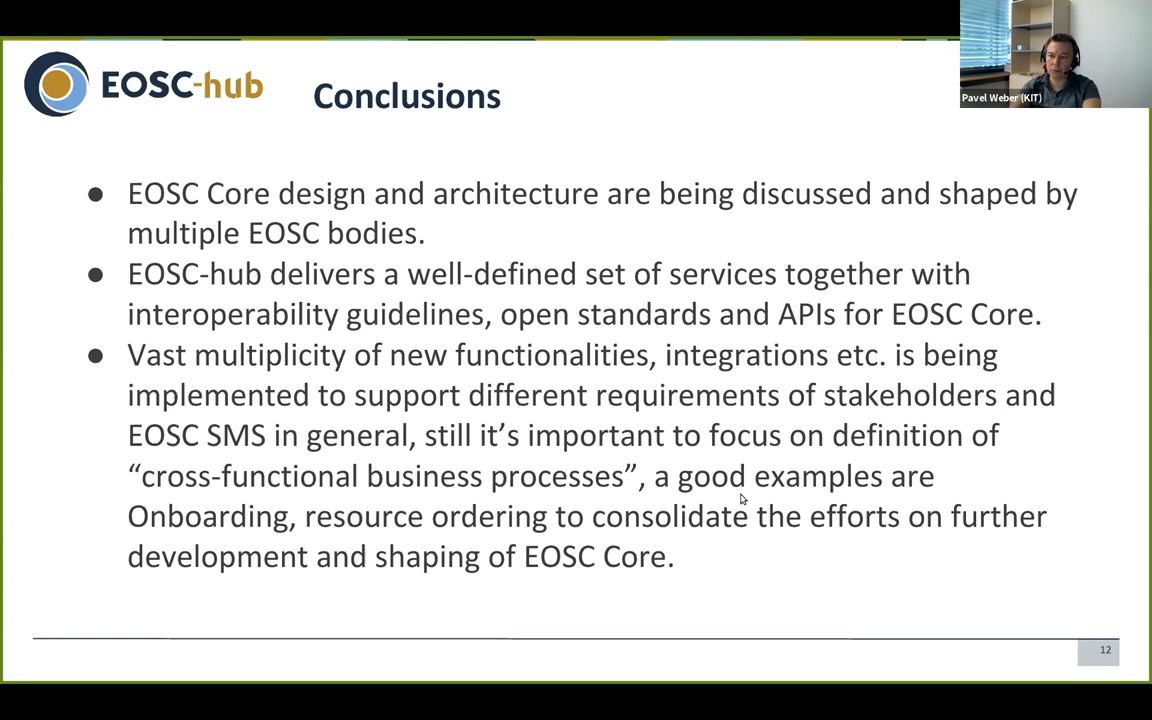 EOSC-hub
Conclusions
Pavel Weber (KIT)
● EOSC Core design and architecture are being discussed and shaped by
multiple EOSC bodies.
● EOSC-hub delivers a well-defined set of services together with
interoperability guidelines, open standards and APIs for EOSC Core.
● Vast multiplicity of new functionalities, integrations etc. is being
implemented to support different requirements of stakeholders and
EOSC SMS in general, still it’s important to focus on definition of
“cross-functional business processes”, a good examples are
Onboarding, resource ordering to consolidate the efforts on further
development and shaping of EOSC Core.
12